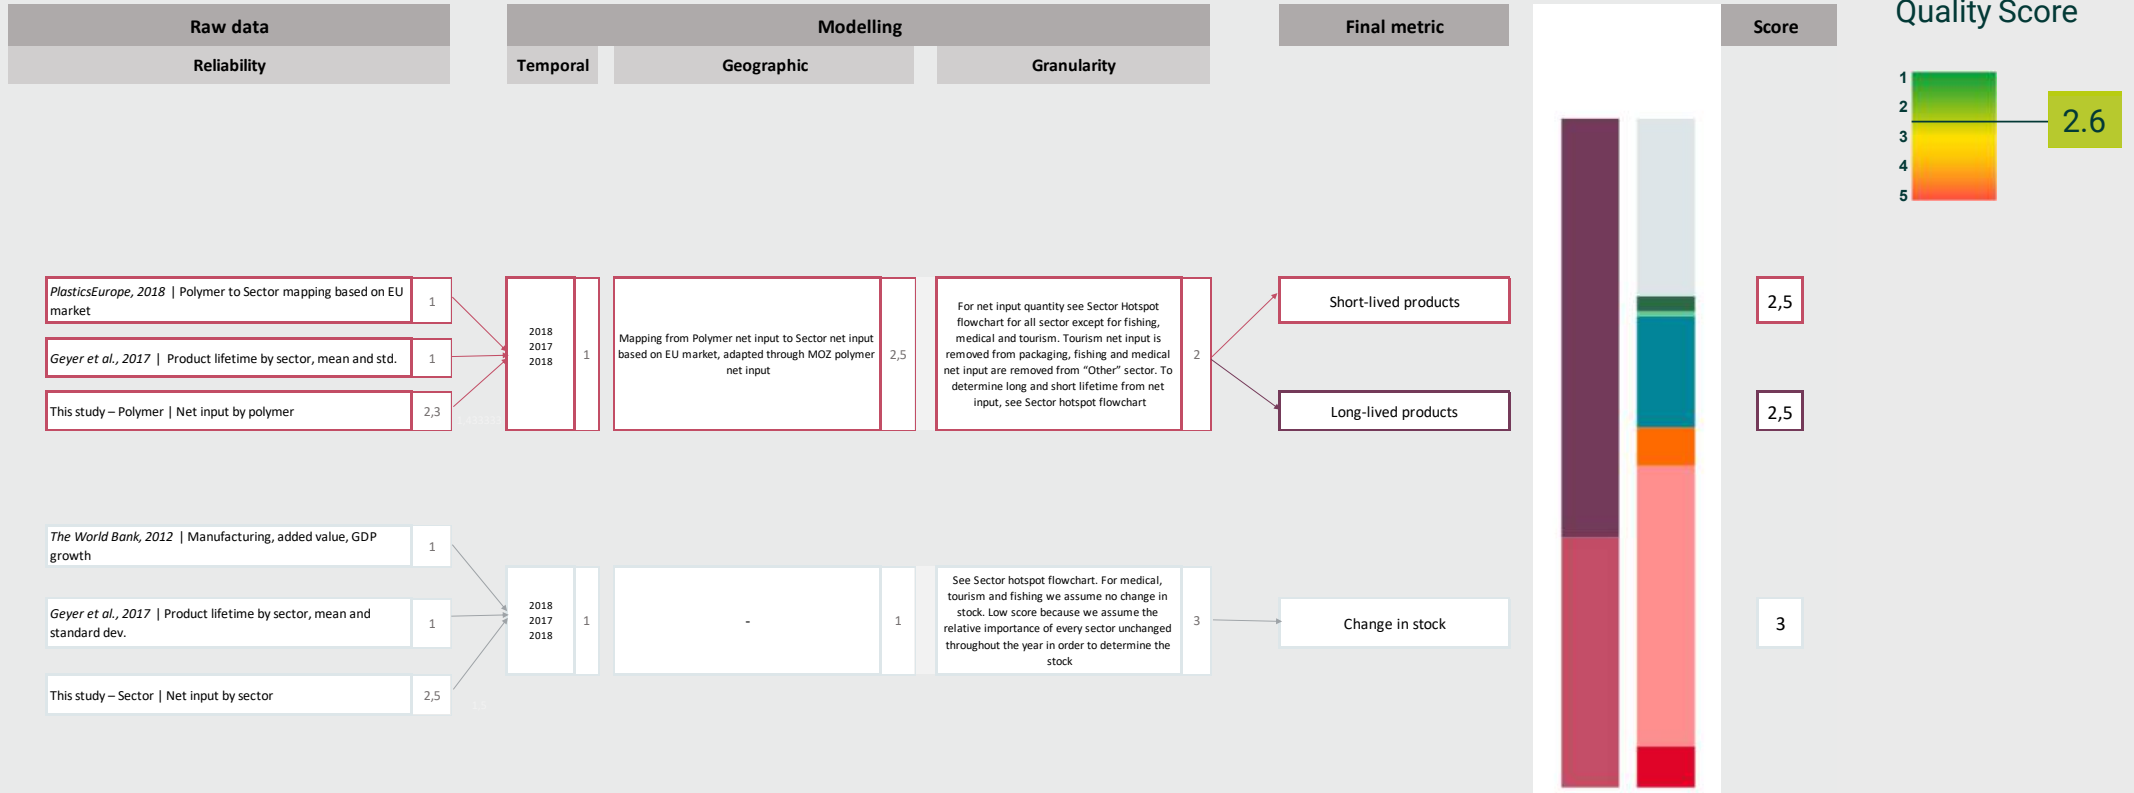 Raw data
Modelling
Final metric
Score
Quality Score
Reliability
Temporal
Geographic
Granularity
1
2
3
4
5
2.6
PlasticsEurope, 2018 | Polymer to Sector mapping based on EU
market
1
Geyer et al., 2017 | Product lifetime by sector, mean and std.
1
This study – Polymer | Net input by polymer
2,3
2018
2017
2018
1
Mapping from Polymer net input to Sector net input
based on EU market, adapted through MOZ polymer
net input
2,5
For net input quantity see Sector Hotspot
flowchart for all sector except for fishing,
medical and tourism. Tourism net input is
removed from packaging, fishing and medical
net input are removed from “Other” sector. To
determine long and short lifetime from net
input, see Sector hotspot flowchart
2
Short-lived products
2,5
Long-lived products
2,5
The World Bank, 2012 | Manufacturing, added value, GDP
growth
1
Geyer et al., 2017 | Product lifetime by sector, mean and
standard dev.
1
This study – Sector | Net input by sector
2,5
2018
2017
2018
1
-
1
See Sector hotspot flowchart. For medical,
tourism and fishing we assume no change in
stock. Low score because we assume the
relative importance of every sector unchanged
throughout the year in order to determine the
stock
3
Change in stock
3